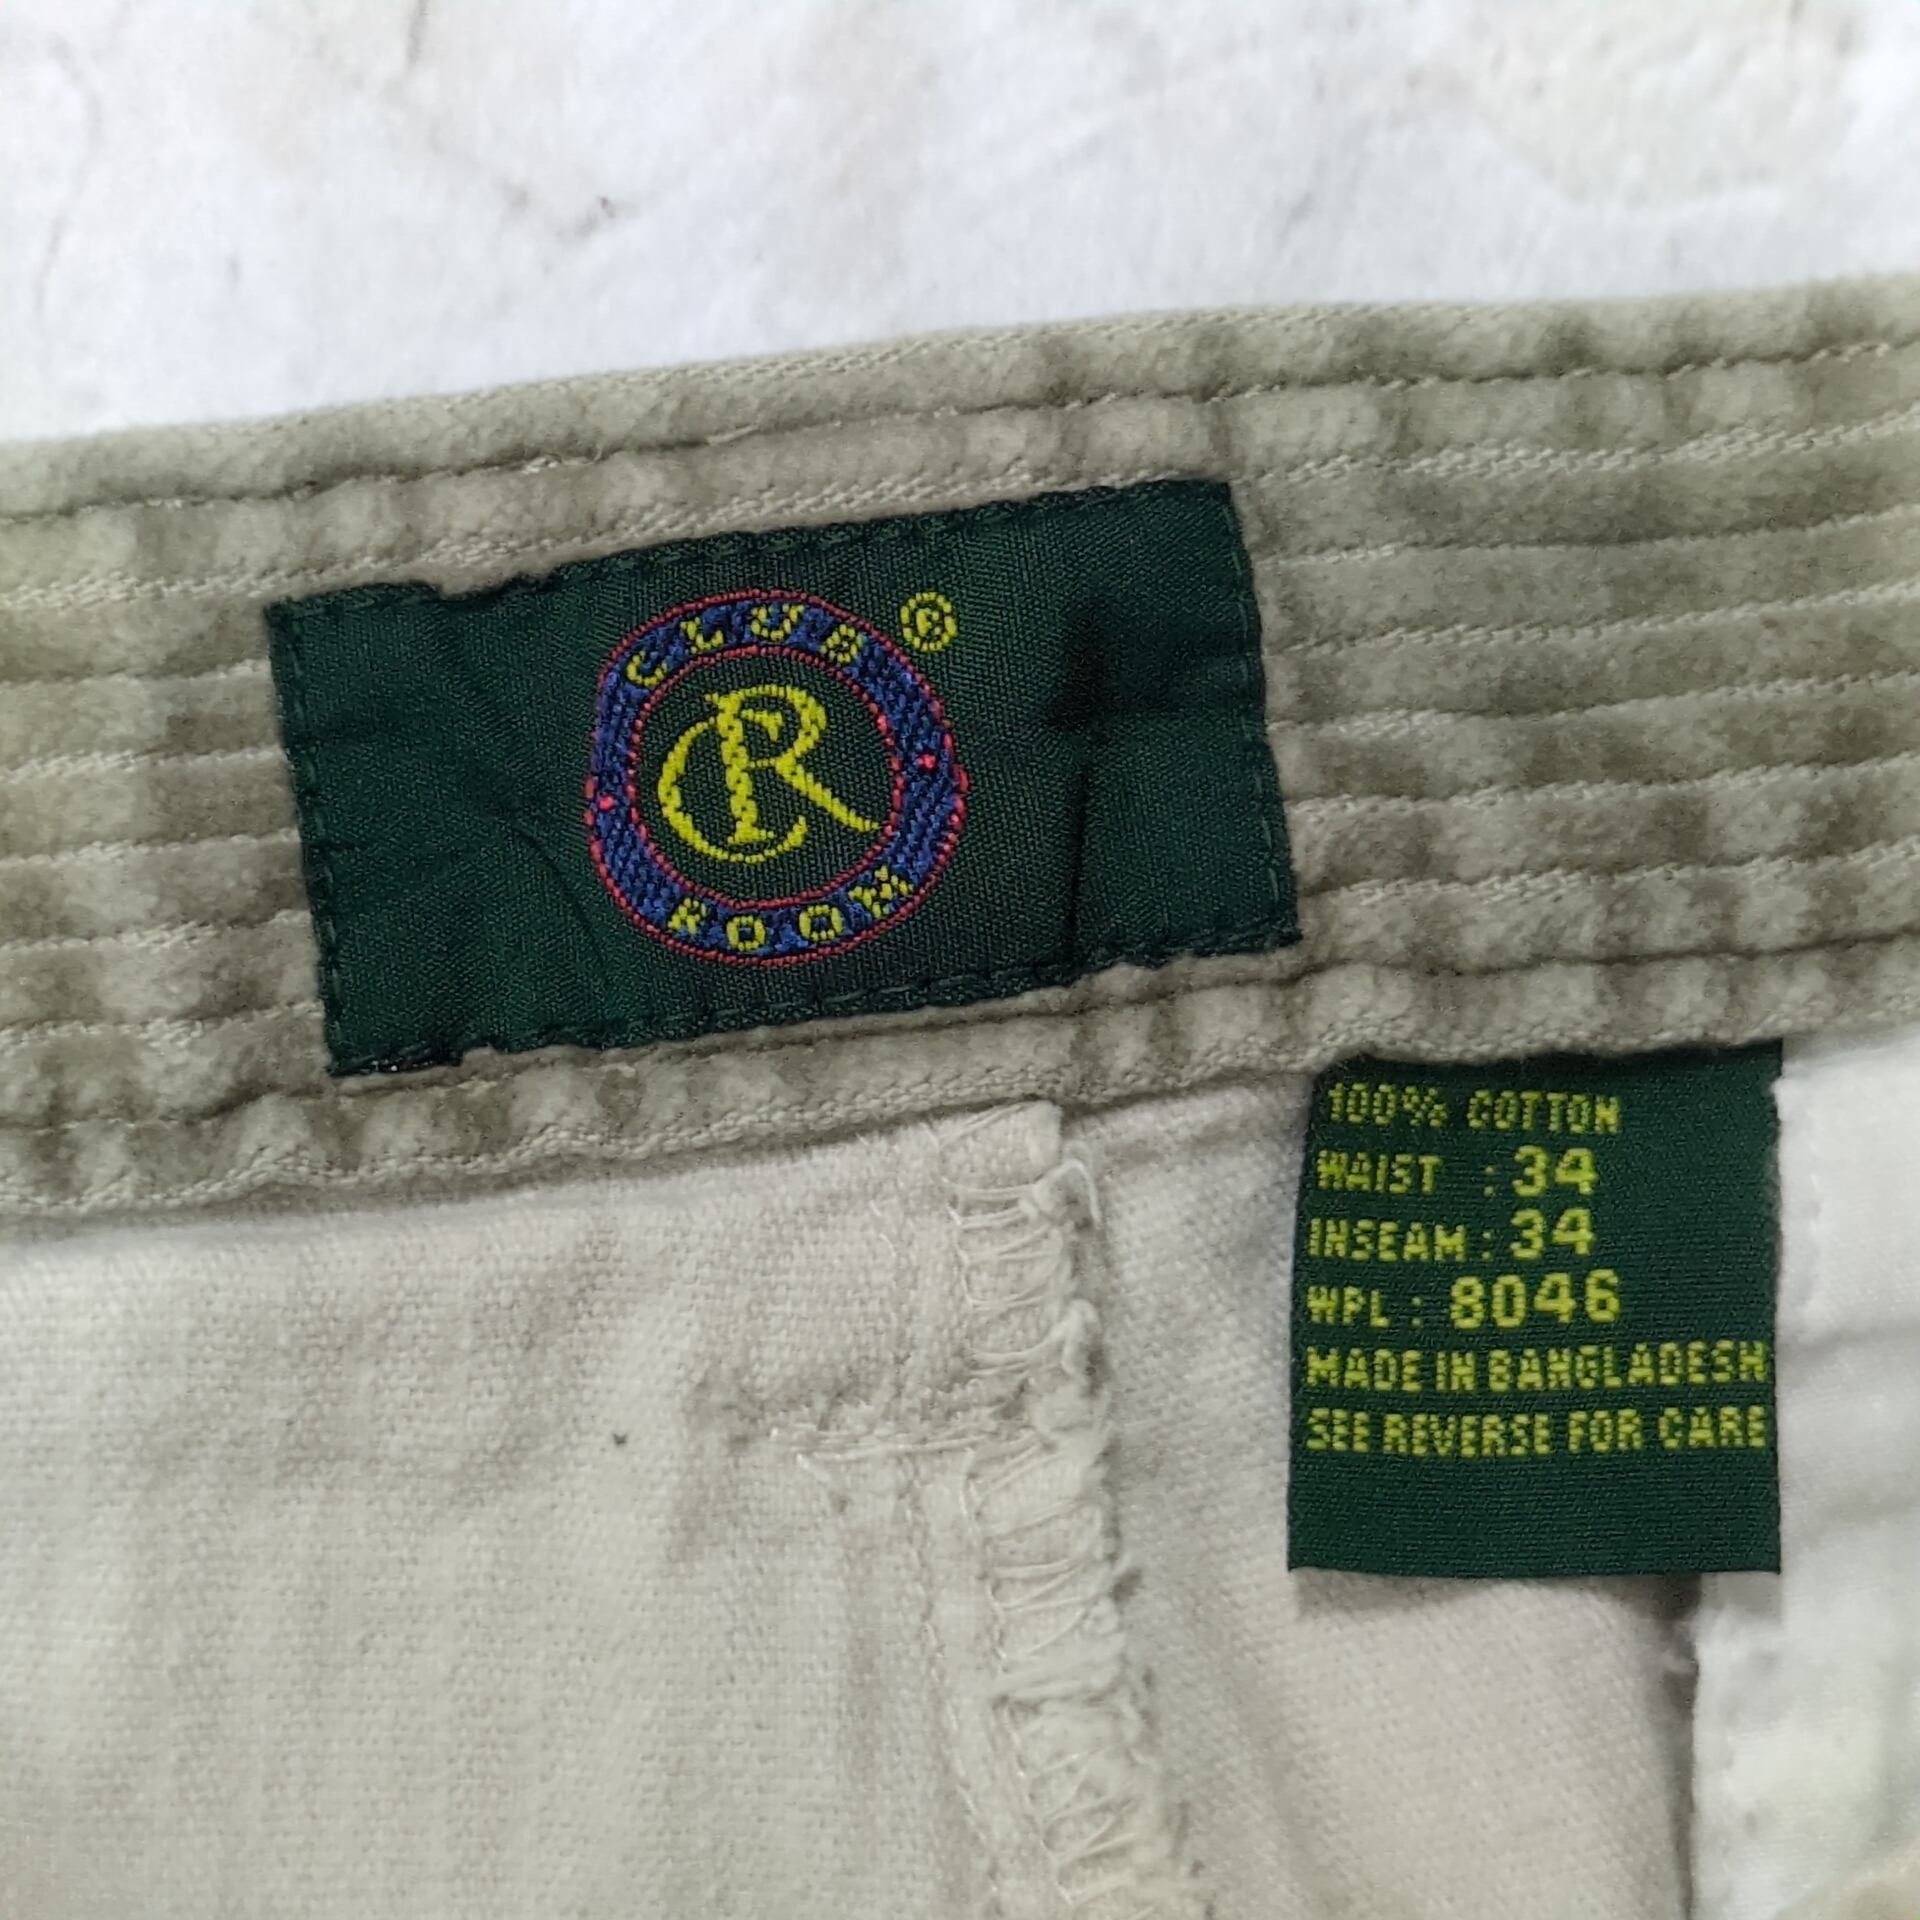 CLUB ®
CR
ROOM
100% COTTON
WAIST : 34
INSEAM : 34
WPL : 8046
MADE IN BANGLADESH
SEE REVERSE FOR CARE